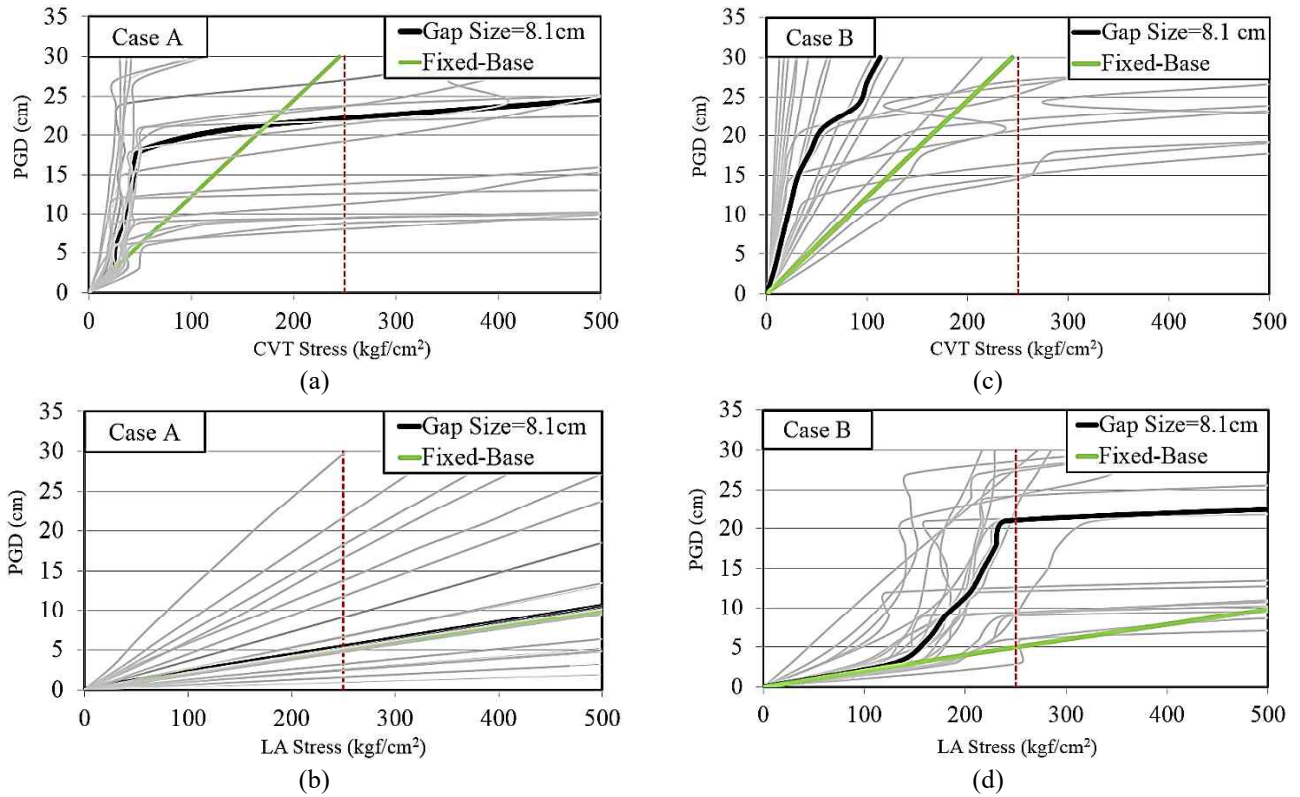 Case A
Gap Size=8.1cm
Fixed-Base
PGD (cm)
35
30
25
20
15
10
5
0
0 100 200 300 400 500
CVT Stress (kgf/cm²)
(a)
Case B
Gap Size=8.1 cm
Fixed-Base
PGD (cm)
35
30
25
20
15
10
5
0
0 100 200 300 400 500
CVT Stress (kgf/cm²)
(c)
Case A
Gap Size=8.1cm
Fixed-Base
PGD (cm)
35
30
25
20
15
10
5
0
0 100 200 300 400 500
LA Stress (kgf/cm²)
(b)
Case B
Gap Size=8.1cm
Fixed-Base
PGD (cm)
35
30
25
20
15
10
5
0
0 100 200 300 400 500
LA Stress (kgf/cm²)
(d)